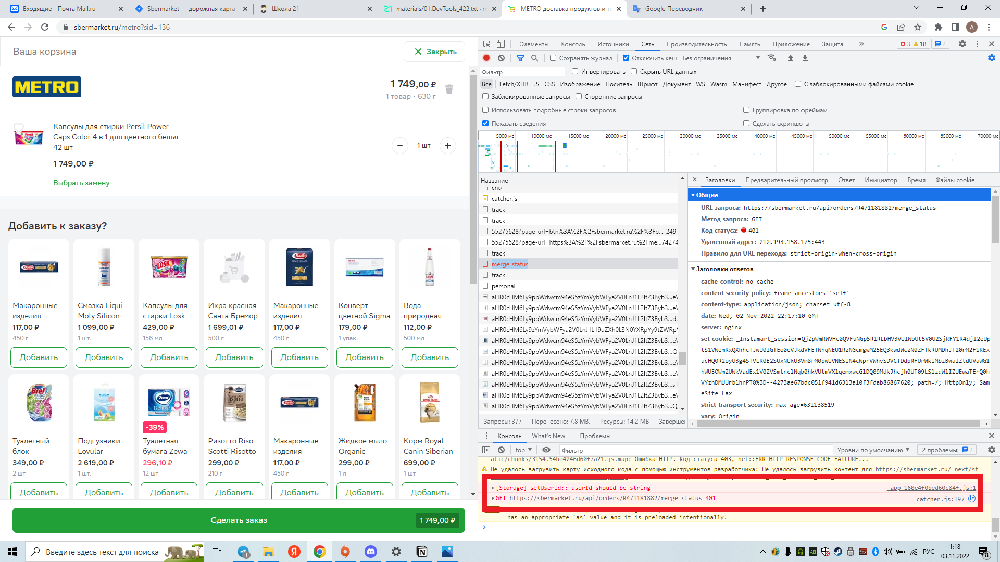 Входящие - Почта Mail.ru
Sbermarket — дорожная карта
Школа 21
materials/01.DevTools_422.txt · m
METRO доставка продуктов и то
Google Переводчик
sbermarket.ru/metro?sid=136
A
Ваша корзина
Закрыть
METRO
1 749,00 ₽
1 товар • 630 г
Капсулы для стирки Persil Power
Caps Color 4 в 1 для цветного белья
42 шт
1 шт
1 749,00 ₽
Выбрать замену
Добавить к заказу?
Макаронные
изделия
117,00 ₽
450 г
Добавить
Смазка Liqui
Moly Silicon-
1 099,00 ₽
1 шт.
Добавить
Капсулы для
стирки Losk
429,00 ₽
156 мл
Добавить
Икра красная
Санта Бремор
1 699,01 ₽
500 г
Добавить
Макаронные
изделия
117,00 ₽
450 г
Добавить
Конверт
цветной Sigma
179,00 ₽
1 упак.
Добавить
Вода
природная
112,00 ₽
500 мл
Добавить
Туалетный
блок
349,00 ₽
2 шт
Добавить
Подгузники
Lovular
2 619,00 ₽
1 шт.
Добавить
-39%
Туалетная
бумага Zewa
296,10 ₽
12 шт
Добавить
Ризотто Riso
Scotti Risotto
299,00 ₽
210 г
Добавить
Макаронные
изделия
117,00 ₽
450 г
Добавить
Жидкое мыло
Organic
299,00 ₽
1 л
Добавить
Корм Royal
Canin Siberian
699,00 ₽
1 шт
Добавить
Сделать заказ
1 749,00 ₽
Элементы Консоль Источники Сеть Производительность Память Приложение Защита
3 18 2
Сохранять журнал Отключить кеш Без ограничения
Фильтр Инвертировать Скрыть URL данных
Все Fetch/XHR JS CSS Изображение Носитель Шрифт Документ WS Wasm Манифест Другое С заблокированными файлами cookie
Заблокированные запросы Сторонние запросы
Использовать подробные строки запросов Группировка по фреймам
Показать сведения Сделать скриншоты
5000 мс 10000 мс 15000 мс 20000 мс 25000 мс 30000 мс 35000 мс 40000 мс 45000 мс 50000 мс 55000 мс 60000 мс 65000 мс 70000 мс
Название
cnt/
catcher.js
track
track
55275628?page-url=btn%3A%2F%2Fsbermarket.ru%2F%3Fp...-249-
55275628?page-url=https%3A%2F%2Fsbermarket.ru%2Fme...74274
track
merge_status
track
personal
Запросы: 377 Перенесено: 7.8 MB. Ресурсы: 14.2 MB Завершен
Заголовки Предварительный просмотр Ответ Инициатор Время Файлы cookie
Общие
URL запроса: https://sbermarket.ru/api/orders/R471181882/merge_status
Метод запроса: GET
Код статуса: 401
Удаленный адрес: 212.193.158.175:443
Правило для URL перехода: strict-origin-when-cross-origin
Заголовки ответов
cache-control: no-cache
content-security-policy: frame-ancestors 'self'
content-type: application/json; charset=utf-8
date: Wed, 02 Nov 2022 22:17:10 GMT
server: nginx
set-cookie:
path=/; HttpOnly; Sam
eSite=Lax
strict-transport-security: max-age=631138519
vary: Origin
Консоль What's New Проблемы
top Фильтр Уровни по умолчанию 2 проблемы: 2
atic/chunks/3154.54be4246d60f7a21.js.map: Ошибка HTTP. Код статуса 403, net::ERR_HTTP_RESPONSE_CODE_FAILURE...
Не удалось загрузить карту исходного кода с помощью инструментов разработчика: Не удалось загрузить контент для https://sbermarket.ru/_next/st
[Storage] setUserId:: userId should be string _app-160e4f0bed60c84f.js:1
GET https://sbermarket.ru/api/orders/R471181882/merge_status 401 catcher.js:197
has an appropriate `as` value and it is preloaded intentionally.
Введите здесь текст для поиска
РУС
1:18
03.11.2022
8